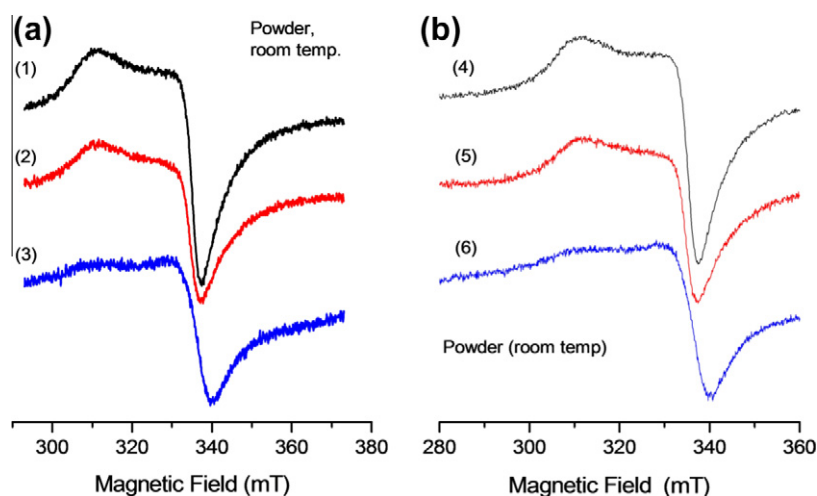 (a)
Powder,
room temp.
(1)
(2)
(3)
300 320 340 360 380
Magnetic Field (mT)
(b)
(4)
(5)
(6)
Powder (room temp)
280 300 320 340 360
Magnetic Field (mT)